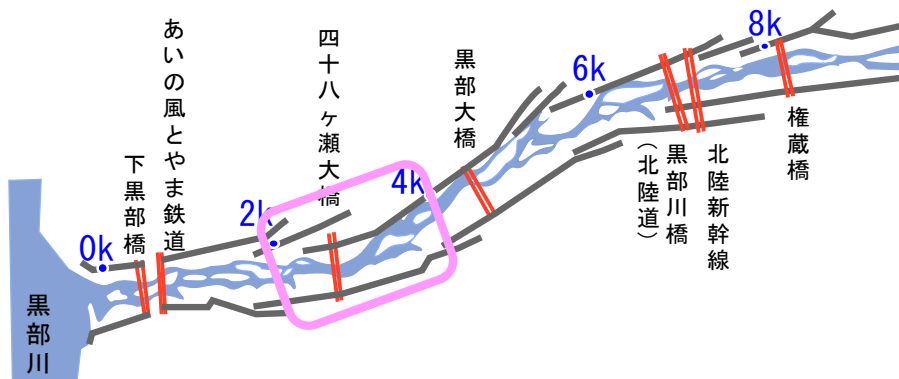 黒部川
0k
下黒部橋
あいの風とやま鉄道
2k
四十八ヶ瀬大橋
4k
黒部大橋
6k
黒部川橋
(北陸道)
北陸新幹線
8k
権蔵橋